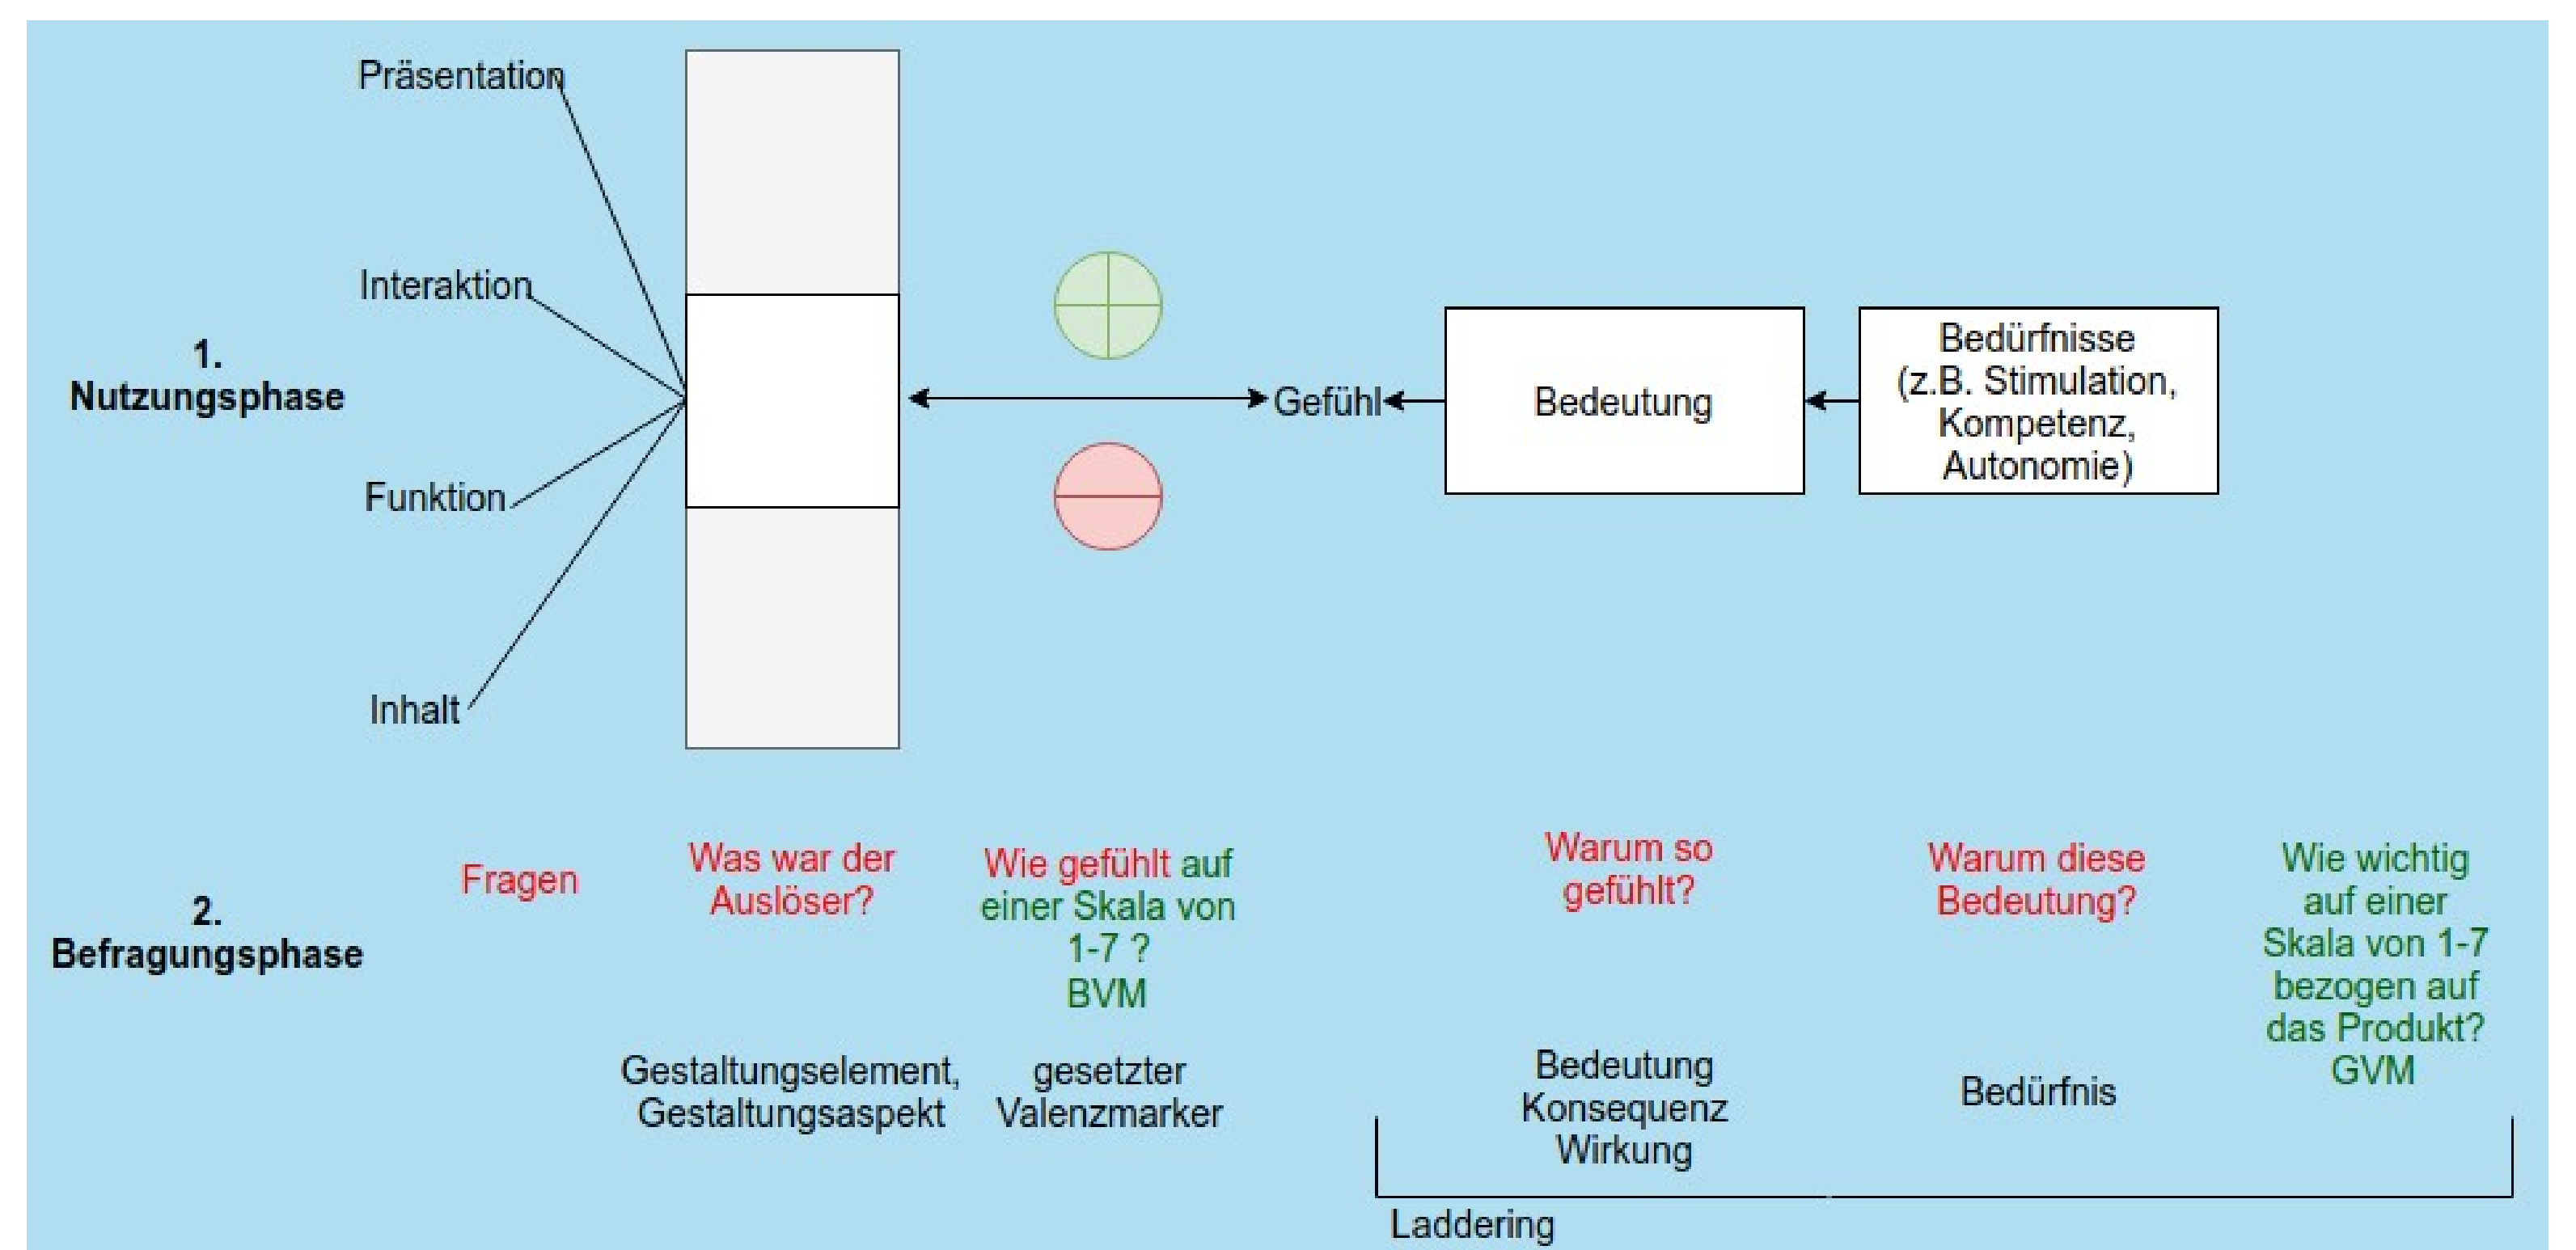 Präsentation
Interaktion
1.
Nutzungsphase
Funktion
Inhalt
Gefühl
Bedeutung
Bedürfnisse
(z.B. Stimulation,
Kompetenz,
Autonomie)
2.
Befragungsphase
Fragen
Was war der
Auslöser?
Wie gefühlt auf
einer Skala von
1-7 ?
BVM
Warum so
gefühlt?
Warum diese
Bedeutung?
Wie wichtig
auf einer
Skala von 1-7
bezogen auf
das Produkt?
GVM
Gestaltungselement,
Gestaltungsaspekt
gesetzter
Valenzmarker
Bedeutung
Konsequenz
Wirkung
Bedürfnis
Laddering